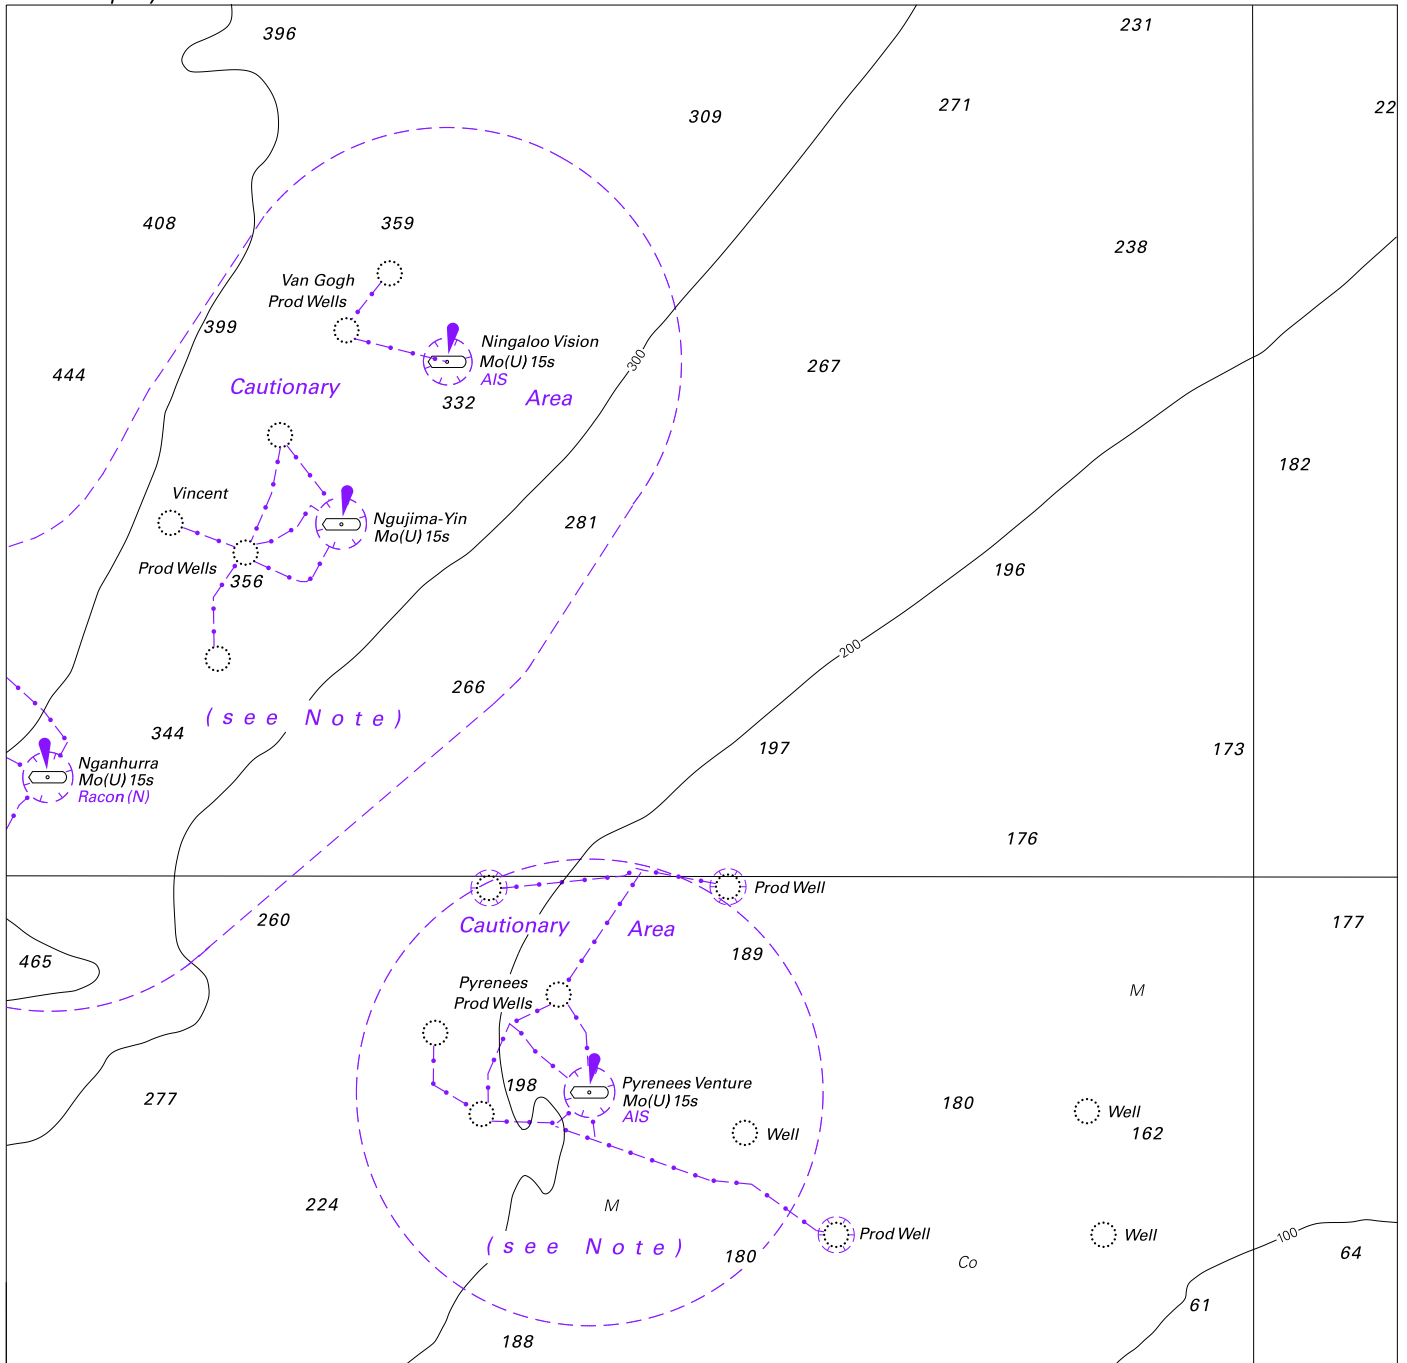 396
231
309
271
22
408
359
238
Van Gogh
Prod Wells
399
Ningaloo Vision
Mo(U) 15s
AIS
300
267
444
Cautionary
Area
332
182
Vincent
Ngujima-Yin
Mo(U) 15s
281
Prod Wells
356
196
200
266
(see Note)
344
197
173
Nganhurra
Mo(U) 15s
Racon (N)
176
Prod Well
260
Cautionary
Area
177
189
465
Pyrenees
Prod Wells
M
198
Pyrenees Venture
Mo(U) 15s
AIS
277
180
Well
162
Well
224
M
Prod Well
Well
100
(see Note)
180
64
Co
61
188